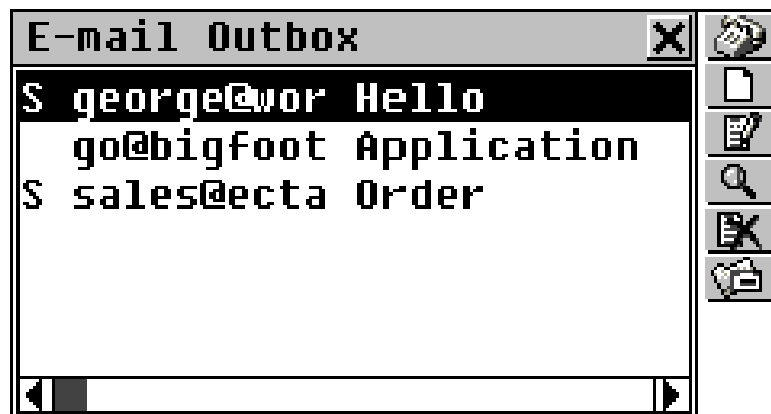 E-mail Outbox
S george@wor Hello
go@bigfoot Application
S sales@ecta Order